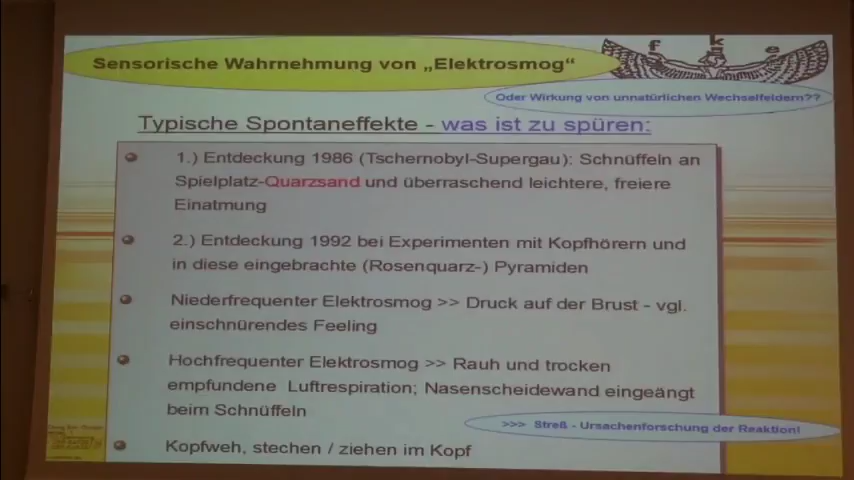 Sensorische Wahrnehmung von „Elektrosmog“
f k e
Oder Wirkung von unnatürlichen Wechselfeldern??
Typische Spontaneffekte - was ist zu spüren:
1.) Entdeckung 1986 (Tschernobyl-Supergau): Schnüffeln an
Spielplatz-Quarzsand und überraschend leichtere, freiere
Einatmung
2.) Entdeckung 1992 bei Experimenten mit Kopfhörern und
in diese eingebrachte (Rosenquarz-) Pyramiden
Niederfrequenter Elektrosmog >> Druck auf der Brust - vgl.
einschnürendes Feeling
Hochfrequenter Elektrosmog >> Rauh und trocken
empfundene Luftrespiration; Nasenscheidewand eingeängt
beim Schnüffeln
>>> Streß - Ursachenforschung der Reaktion!
Kopfweh, stechen / ziehen im Kopf